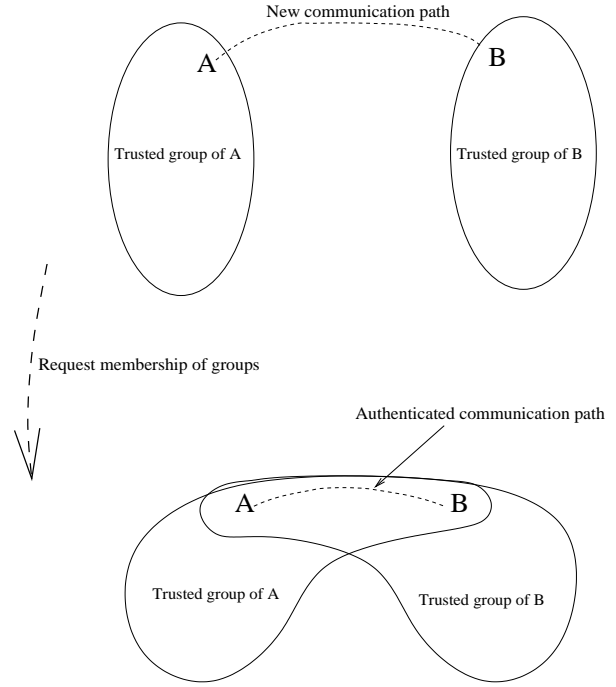 New communication path
A
B
Trusted group of A
Trusted group of B
Request membership of groups
Authenticated communication path
A
B
Trusted group of A
Trusted group of B